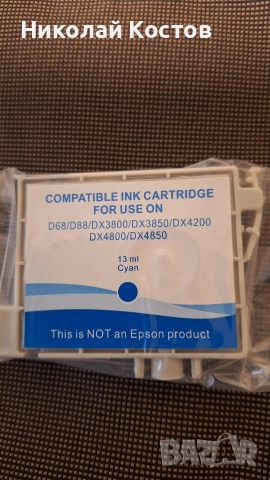 Николай Костов
COMPATIBLE INK CARTRIDGE
FOR USE ON
D68/D88/DX3800/DX3850/DX4200
DX4800/DX4850
13 ml
Cyan
This is NOT an Epson product
BAZAR